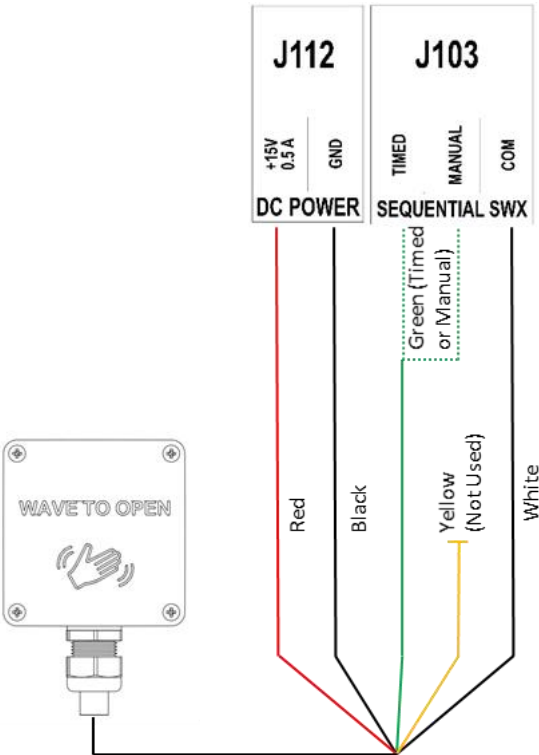 J112
J103
+15V
0.5 A
GND
TIMED
MANUAL
COM
DC POWER
SEQUENTIAL SWX
Green (Timed
or Manual)
WAVE TO OPEN
Red
Black
Yellow
(Not Used)
White